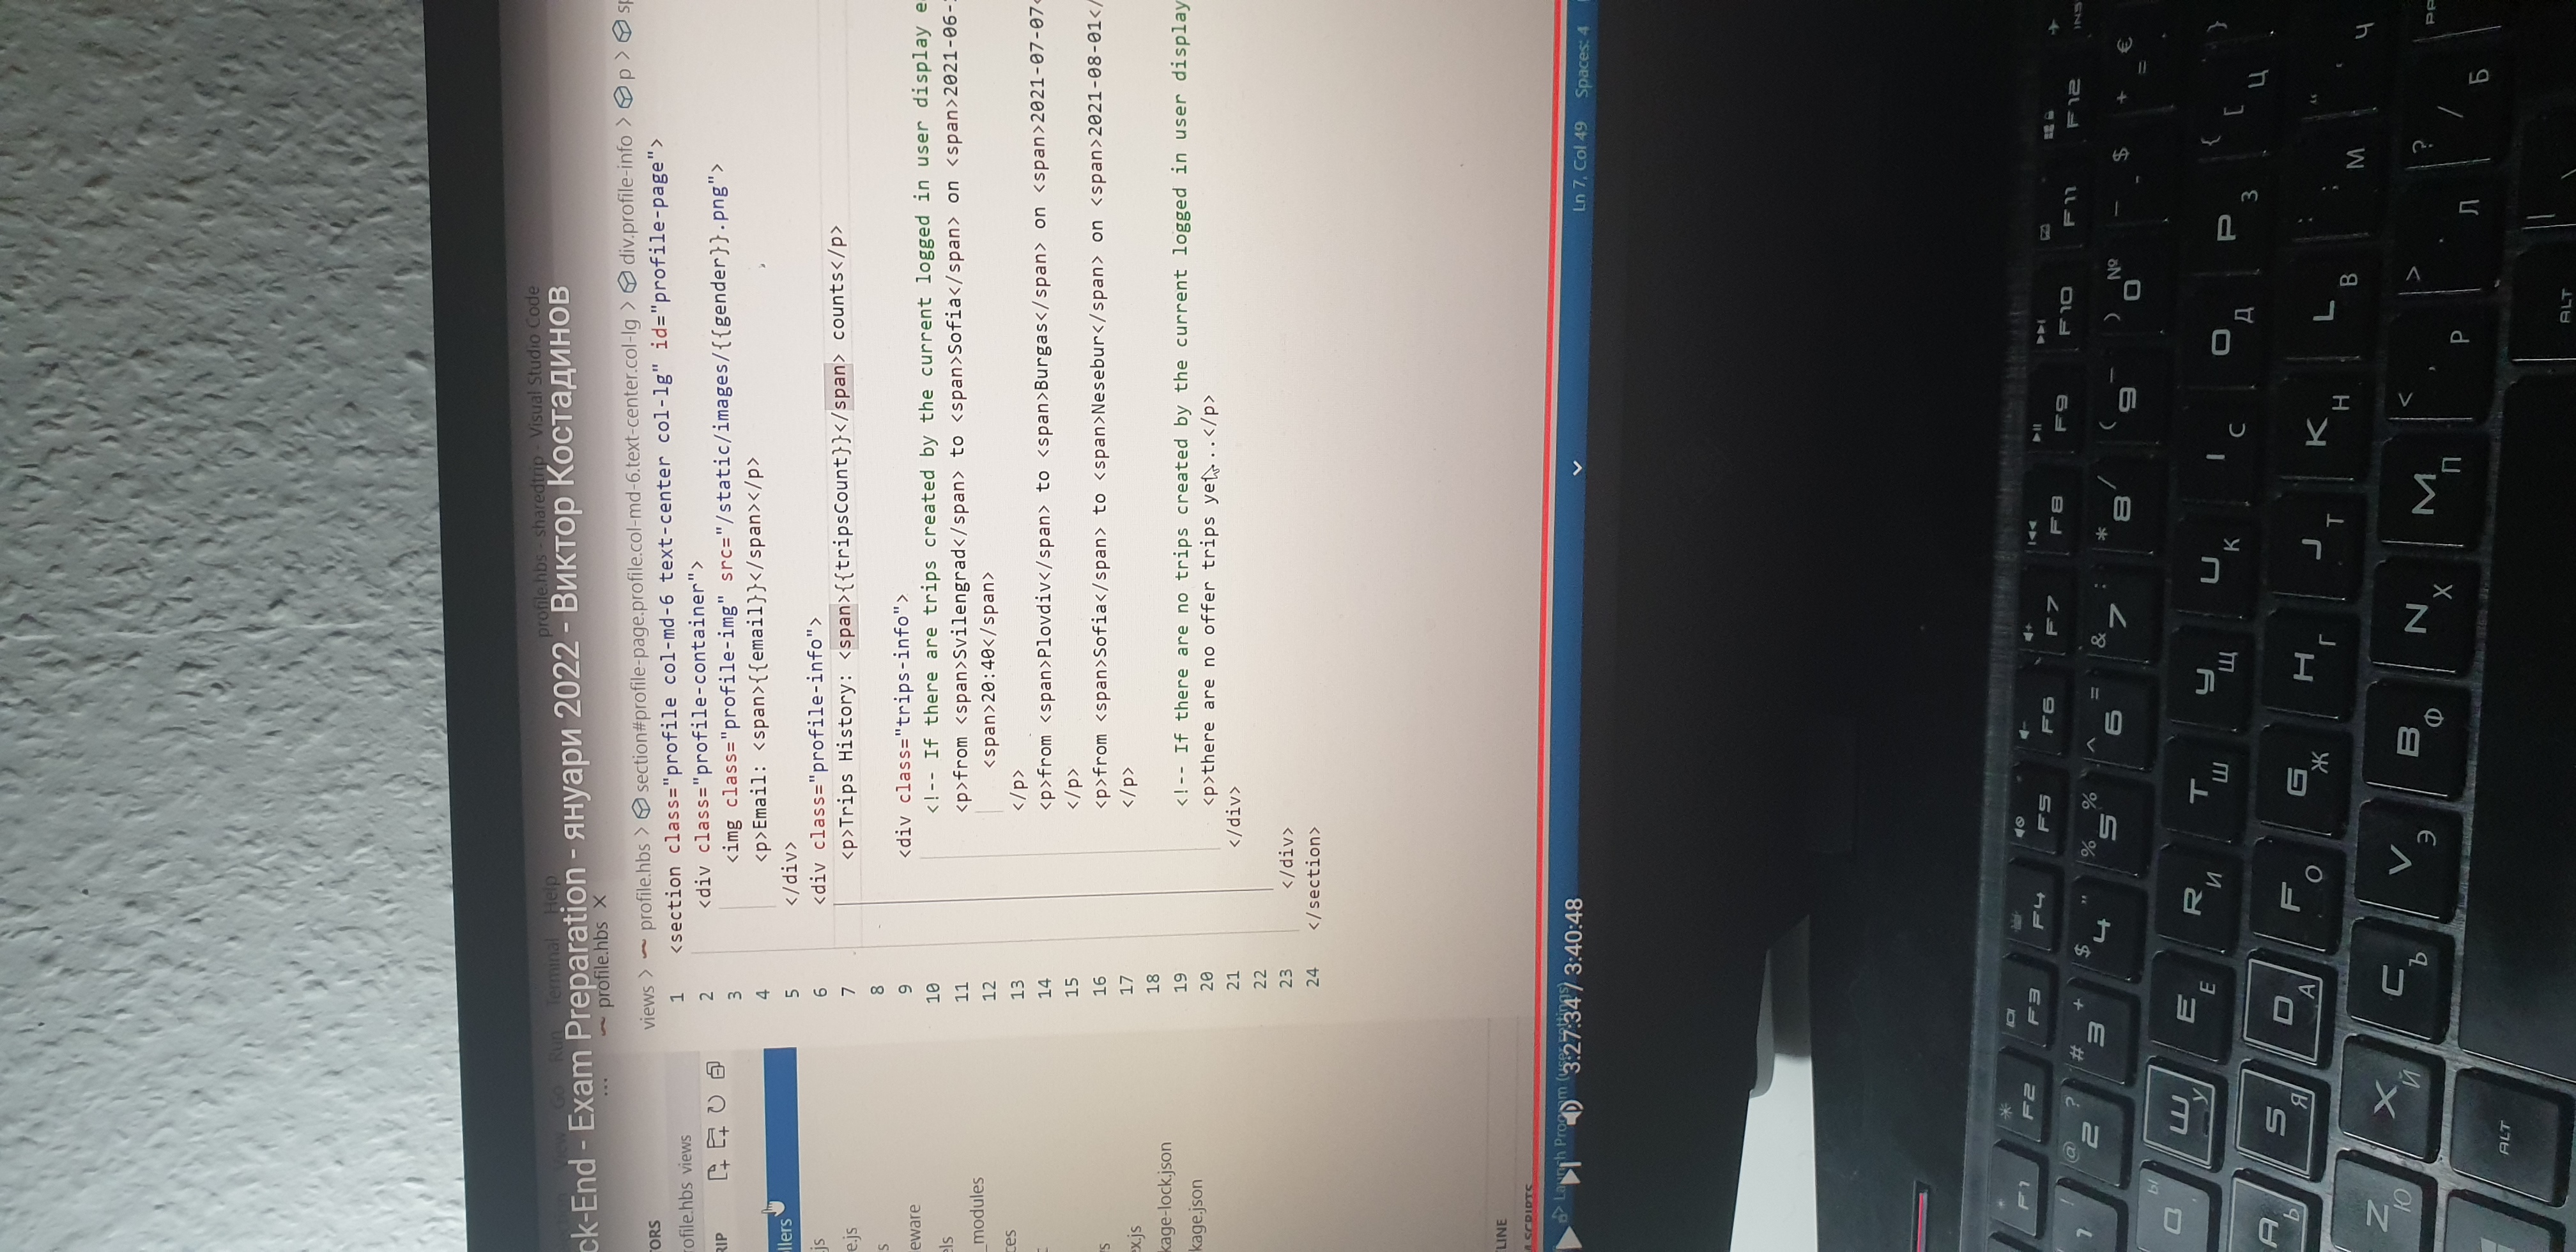 View Go Run Terminal Help
profile.hbs - sharedtrip - Visual Studio Code
ck-End - Exam Preparation - януари 2022 - Виктор Костадинов
... profile.hbs ×
views > profile.hbs > section#profile-page.profile.col-md-6.text-center.col-lg > div.profile-info > p > sp
TORS
rofile.hbs views
RIP
llers
js
e.js
s
eware
els
_modules
ces
s
x.js
kage-lock.json
kage.json
LINE
M SCRIPTS
1 <section class="profile col-md-6 text-center col-lg" id="profile-page">
2 <div class="profile-container">
3 <img class="profile-img" src="/static/images/{{gender}}.png">
4 <p>Email: <span>{{email}}</span></p>
5 </div>
6 <div class="profile-info">
7 <p>Trips History: <span>{{tripsCount}}</span> counts</p>
8
9 <div class="trips-info">
10 <!-- If there are trips created by the current logged in user display e
11 <p>from <span>Svilengrad</span> to <span>Sofia</span> on <span>2021-06-
12 <span>20:40</span>
13 </p>
14 <p>from <span>Plovdiv</span> to <span>Burgas</span> on <span>2021-07-07<
15 </p>
16 <p>from <span>Sofia</span> to <span>Nesebur</span> on <span>2021-08-01</
17 </p>
18
19 <!-- If there are no trips created by the current logged in user display
20 <p>there are no offer trips yet...</p>
21 </div>
22
23 </div>
24 </section>
Launch Program (user settings)
3:27:34 / 3:40:48
Ln 7, Col 49 Spaces: 4
F1 F2 F3 F4 F5 F6 F7 F8 F9 F10 F11 F12 INS
1 ! @ 2 ? # 3 + $ 4 " % 5 % ^ 6 = & 7 : * 8 / ( 9 – ) 0 № – - $ + = €
Q Ы Ш У E Е R И T Ш У Щ U К I С O Д P З { [ Ц }
A Ь S Я D А F О G Ж H Г J Т K Н L В : ; М “ ‘ Ч
Z Ю X Й C Ъ V Э B Ф N Х M П < , Р > . Л ? / Б
ALT ALT | \